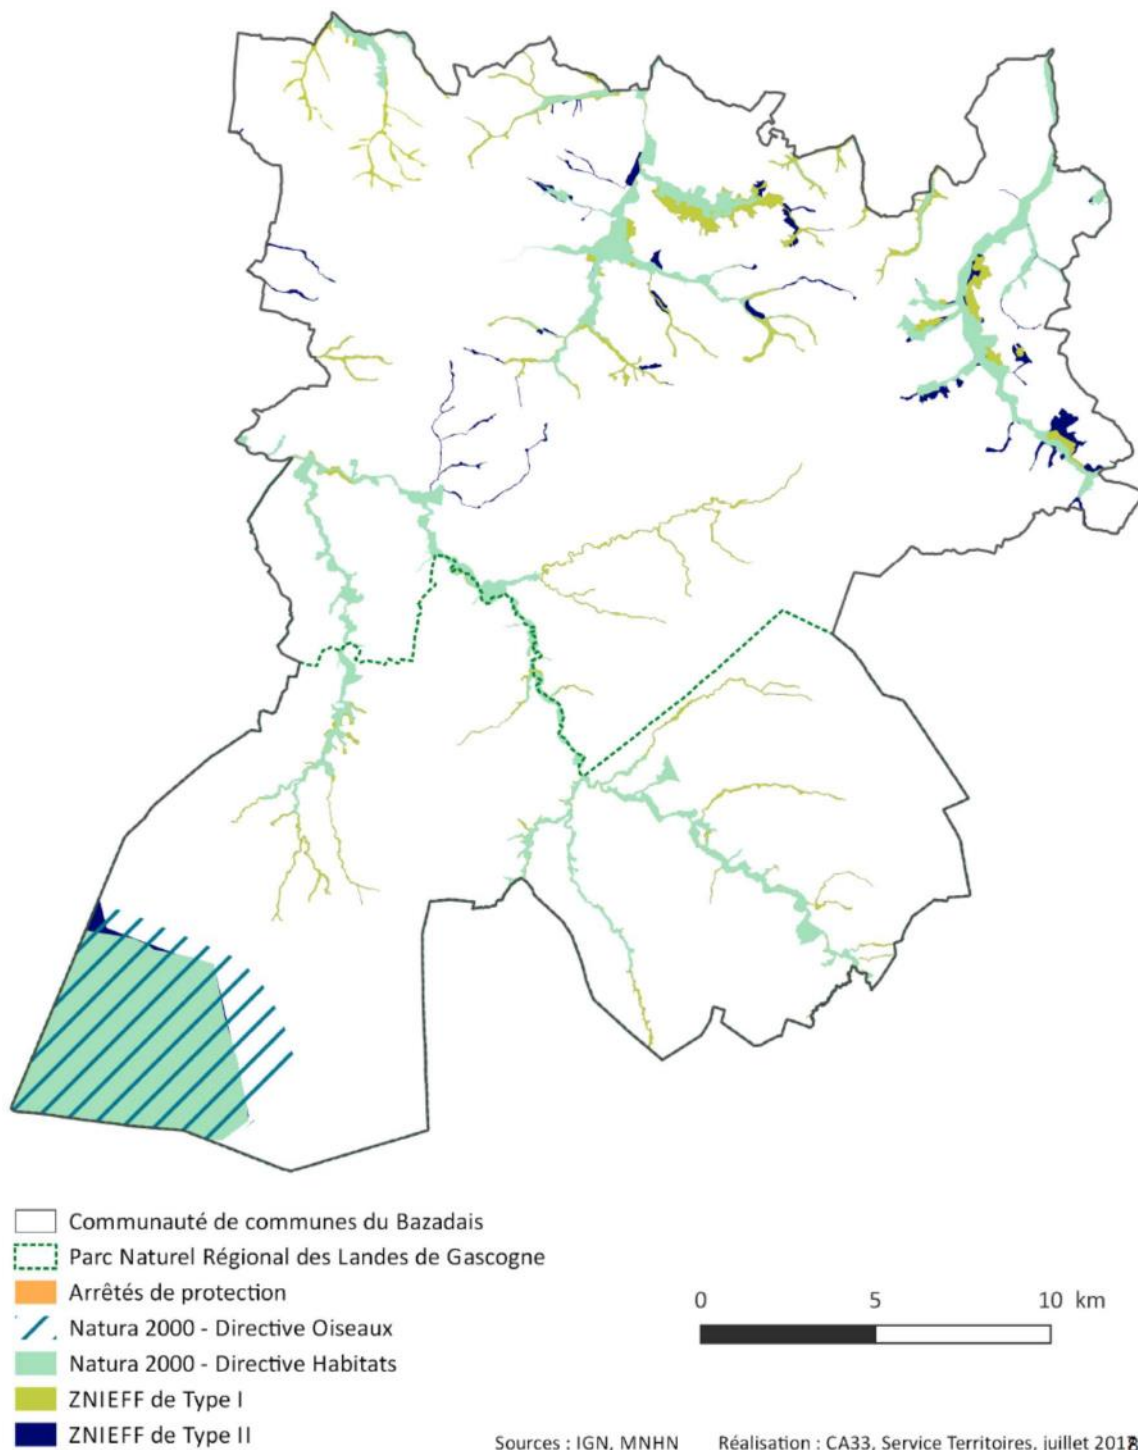 Communauté de communes du Bazadais
Parc Naturel Régional des Landes de Gascogne
Arrêtés de protection
Natura 2000 - Directive Oiseaux
Natura 2000 - Directive Habitats
ZNIEFF de Type I
ZNIEFF de Type II
0 5 10 km
Sources : IGN, MNHN Réalisation : CA33, Service Territoires, juillet